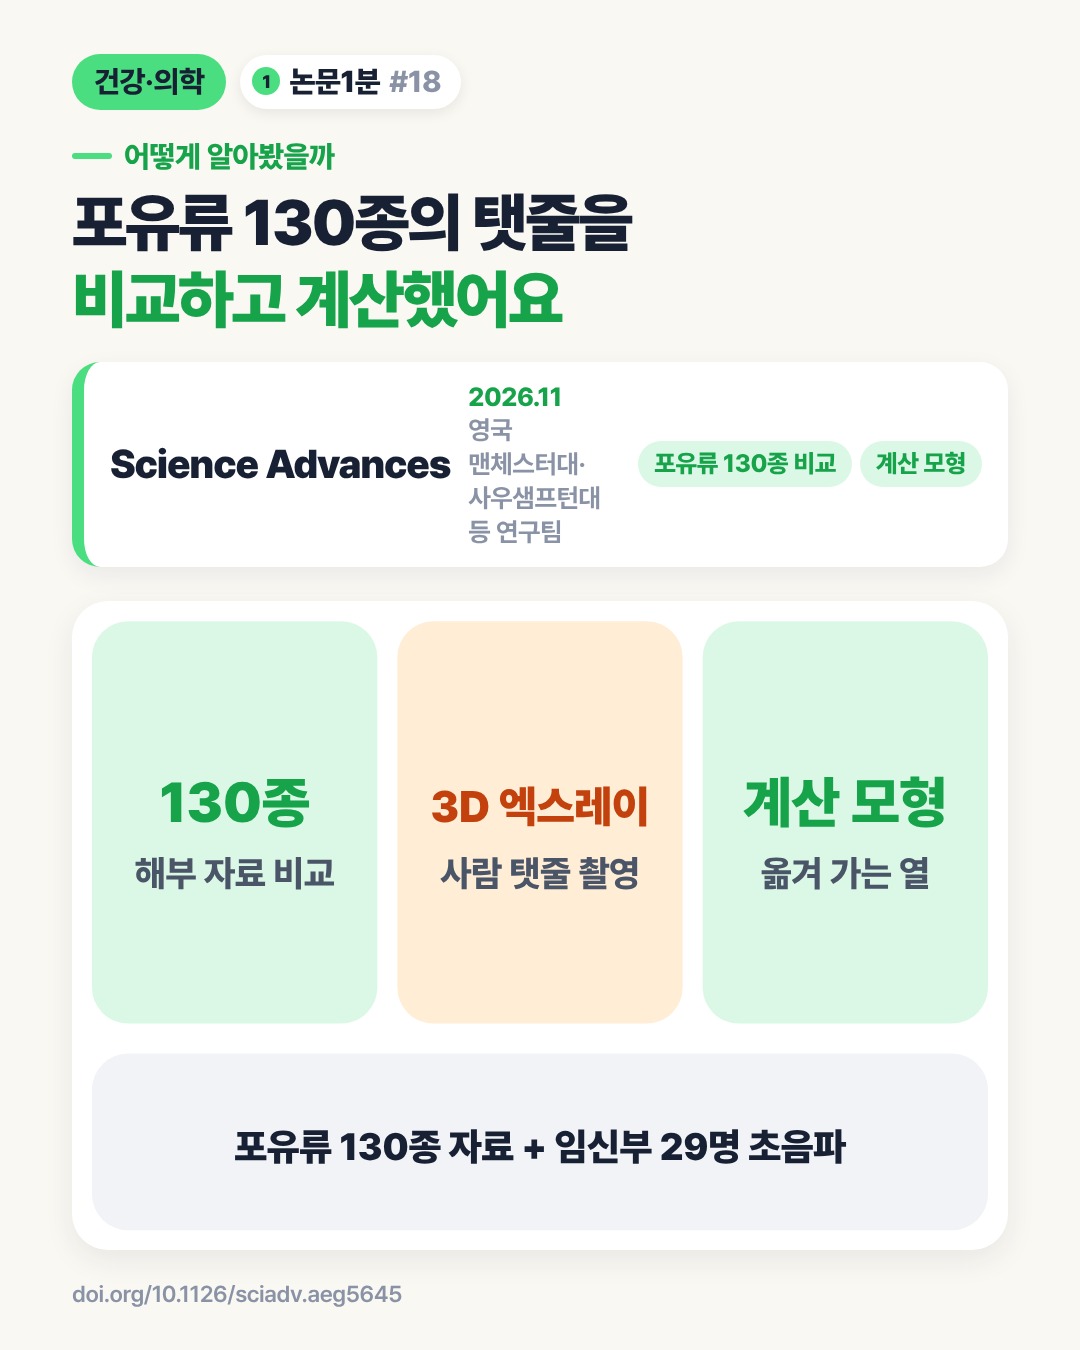 건강·의학
1 논문1분 #18
어떻게 알아봤을까
포유류 130종의 탯줄을
비교하고 계산했어요
Science Advances
2026.11
영국
맨체스터대·
사우샘프턴대
등 연구팀
포유류 130종 비교
계산 모형
130종
해부 자료 비교
3D 엑스레이
사람 탯줄 촬영
계산 모형
옮겨 가는 열
포유류 130종 자료 + 임신부 29명 초음파
doi.org/10.1126/sciadv.aeg5645